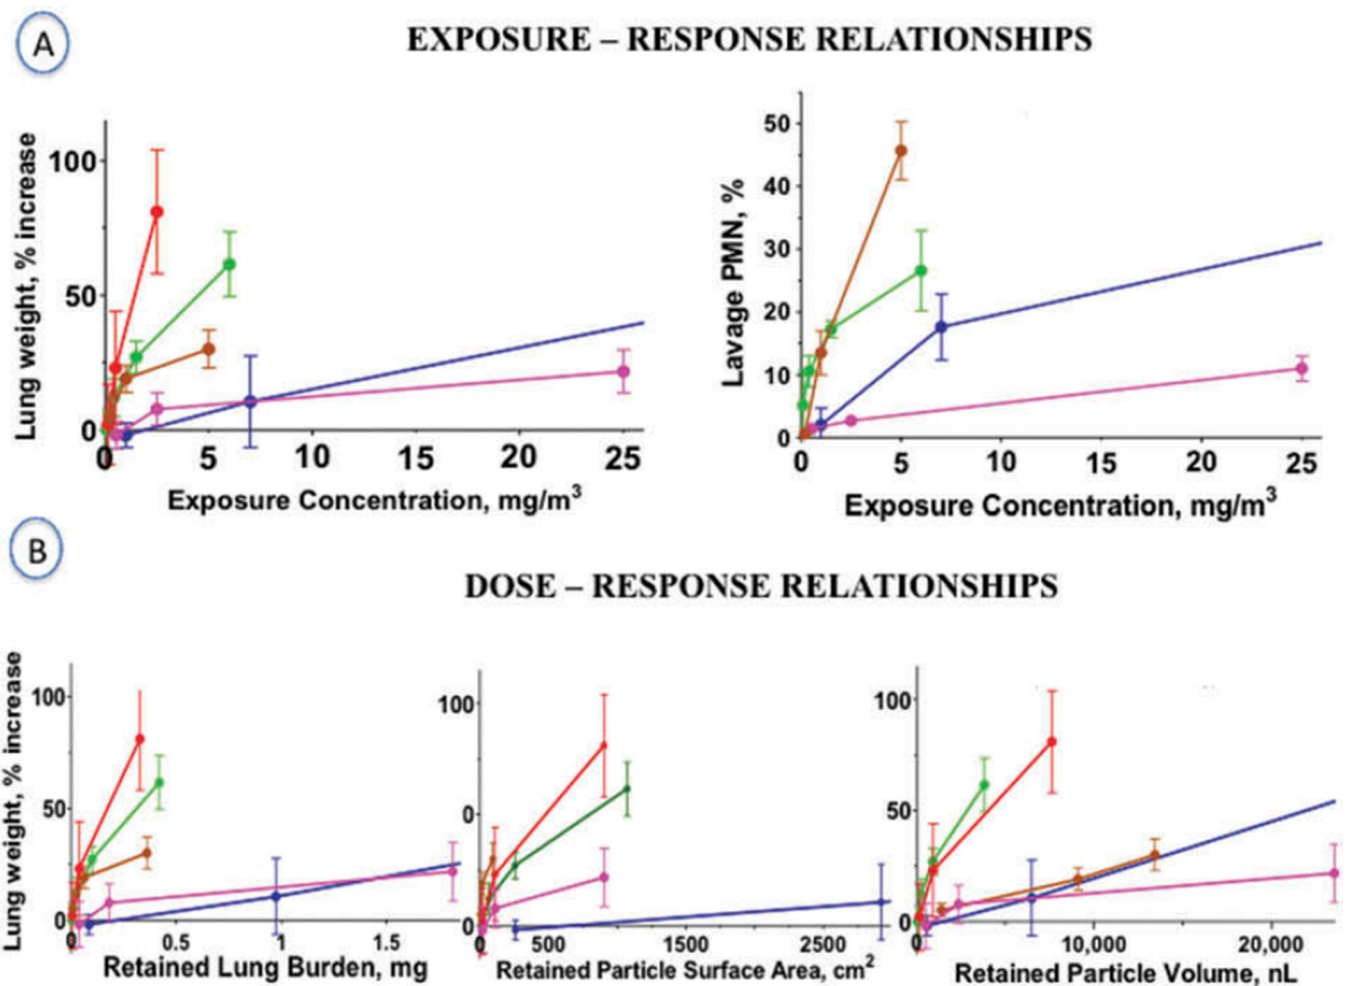 A
EXPOSURE – RESPONSE RELATIONSHIPS
Lung weight, % increase
100
50
0
0 5 10 15 20 25
Exposure Concentration, mg/m³
Lavage PMN, %
50
40
30
20
10
0
0 5 10 15 20 25
Exposure Concentration, mg/m³
B
DOSE – RESPONSE RELATIONSHIPS
Lung weight, % increase
100
50
0
0 0.5 1 1.5
Retained Lung Burden, mg
100
0
0
0 500 1500 2500
Retained Particle Surface Area, cm²
100
50
0
0 10,000 20,000
Retained Particle Volume, nL